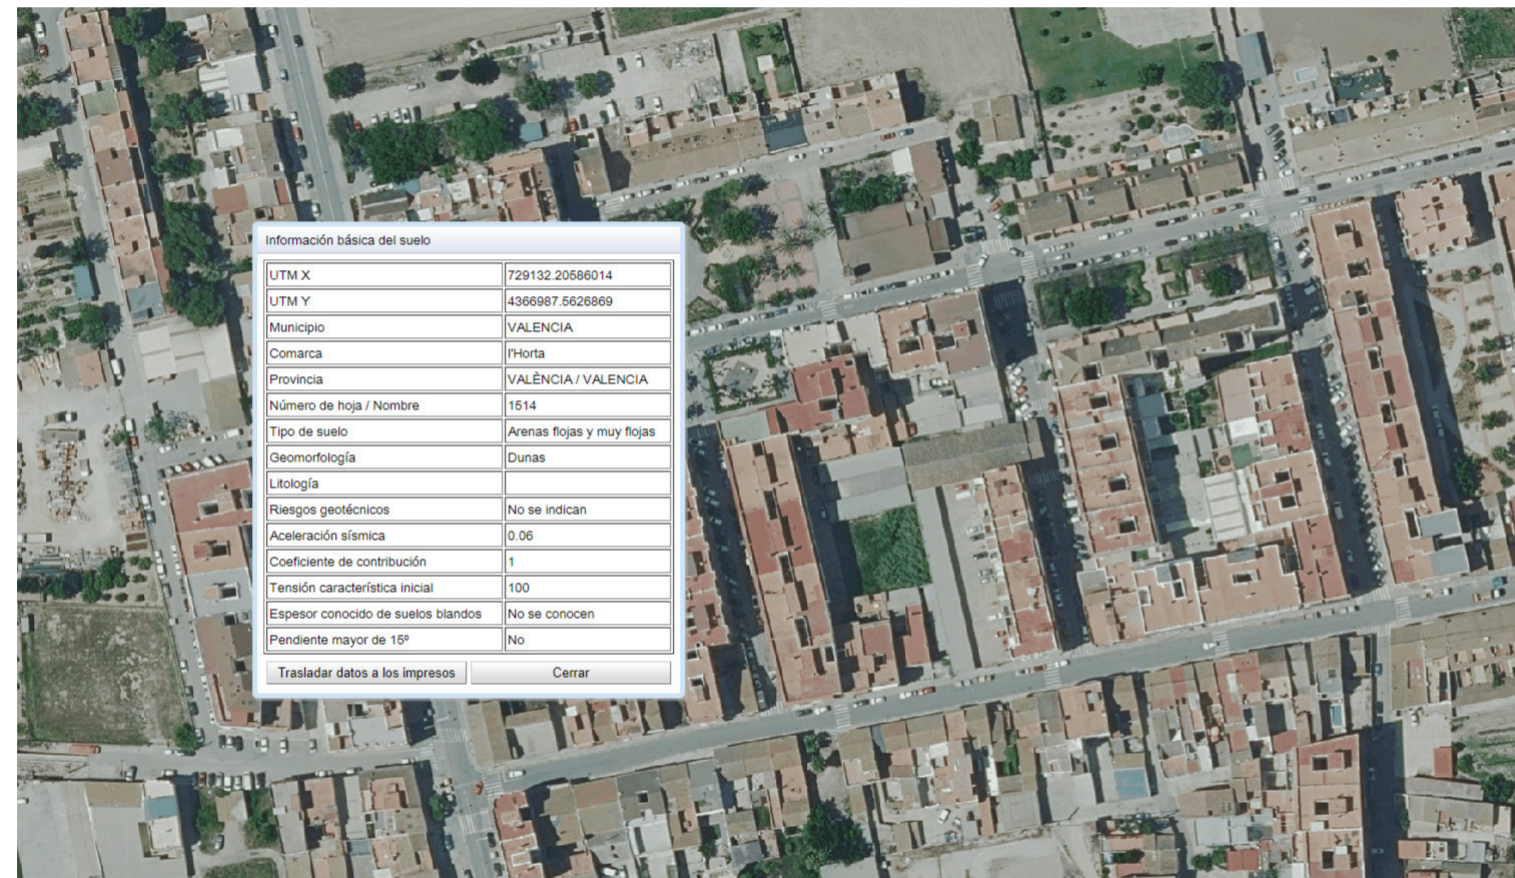 Información básica del suelo
UTM X 729132.20586014
UTM Y 4366987.5626869
Municipio VALENCIA
Comarca l'Horta
Provincia VALÈNCIA / VALENCIA
Número de hoja / Nombre 1514
Tipo de suelo Arenas flojas y muy flojas
Geomorfología Dunas
Litología
Riesgos geotécnicos No se indican
Aceleración sísmica 0.06
Coeficiente de contribución 1
Tensión característica inicial 100
Espesor conocido de suelos blandos No se conocen
Pendiente mayor de 15º No
Trasladar datos a los impresos Cerrar